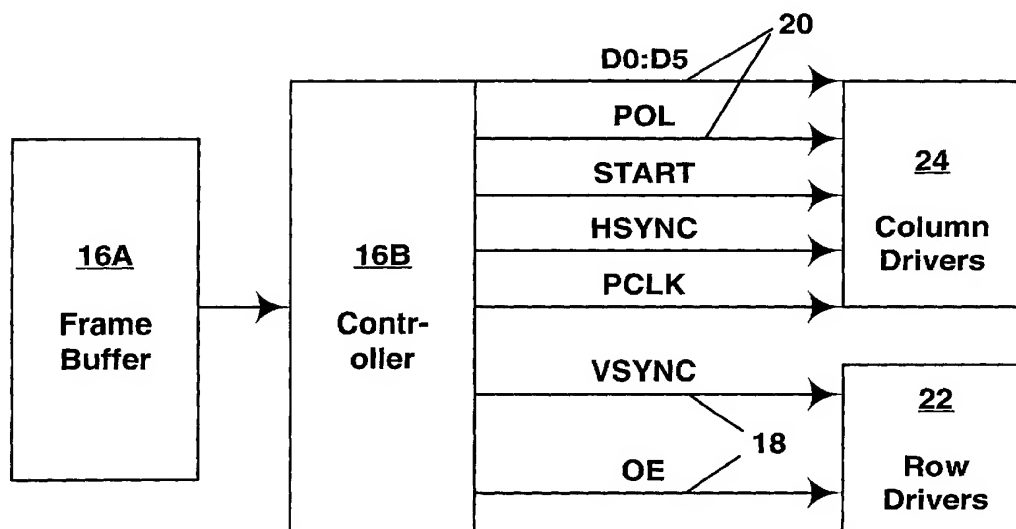 20
D0:D5
POL
START
HSYNC
PCLK
VSYNC
18
OE
16A
Frame
Buffer
16B
Contr-
oller
24
Column
Drivers
22
Row
Drivers